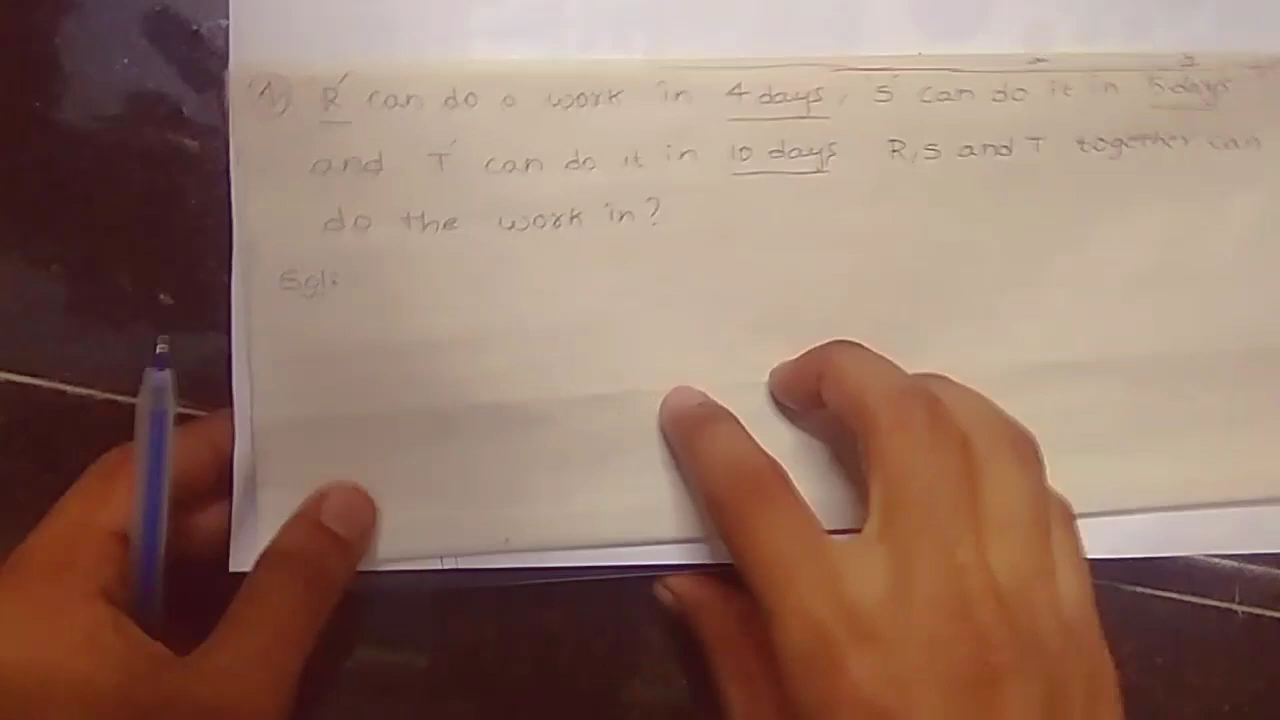 A) R can do a work in 4 days, S can do it in 5 days
and T can do it in 10 days R, S and T together can
do the work in?
Sol: